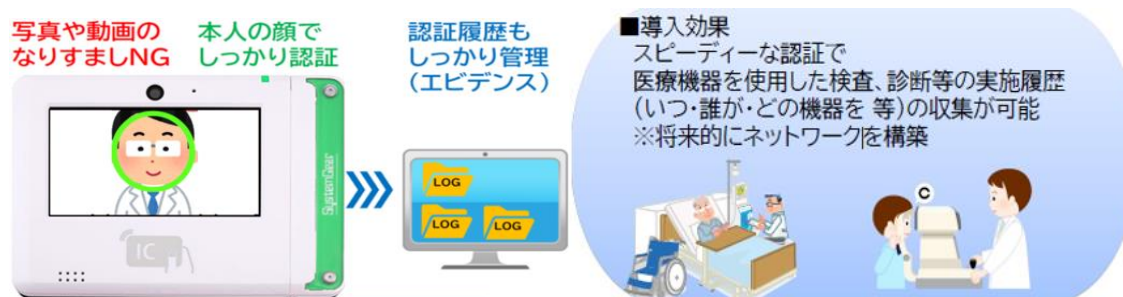 写真や動画の
なりすましNG
本人の顔で
しっかり認証
認証履歴も
しっかり管理
（エビデンス）
SystemGear
IC
LOG
LOG
LOG
■導入効果
スピーディーな認証で
医療機器を使用した検査、診断等の実施履歴
（いつ・誰が・どの機器を 等）の収集が可能
※将来的にネットワークを構築
C